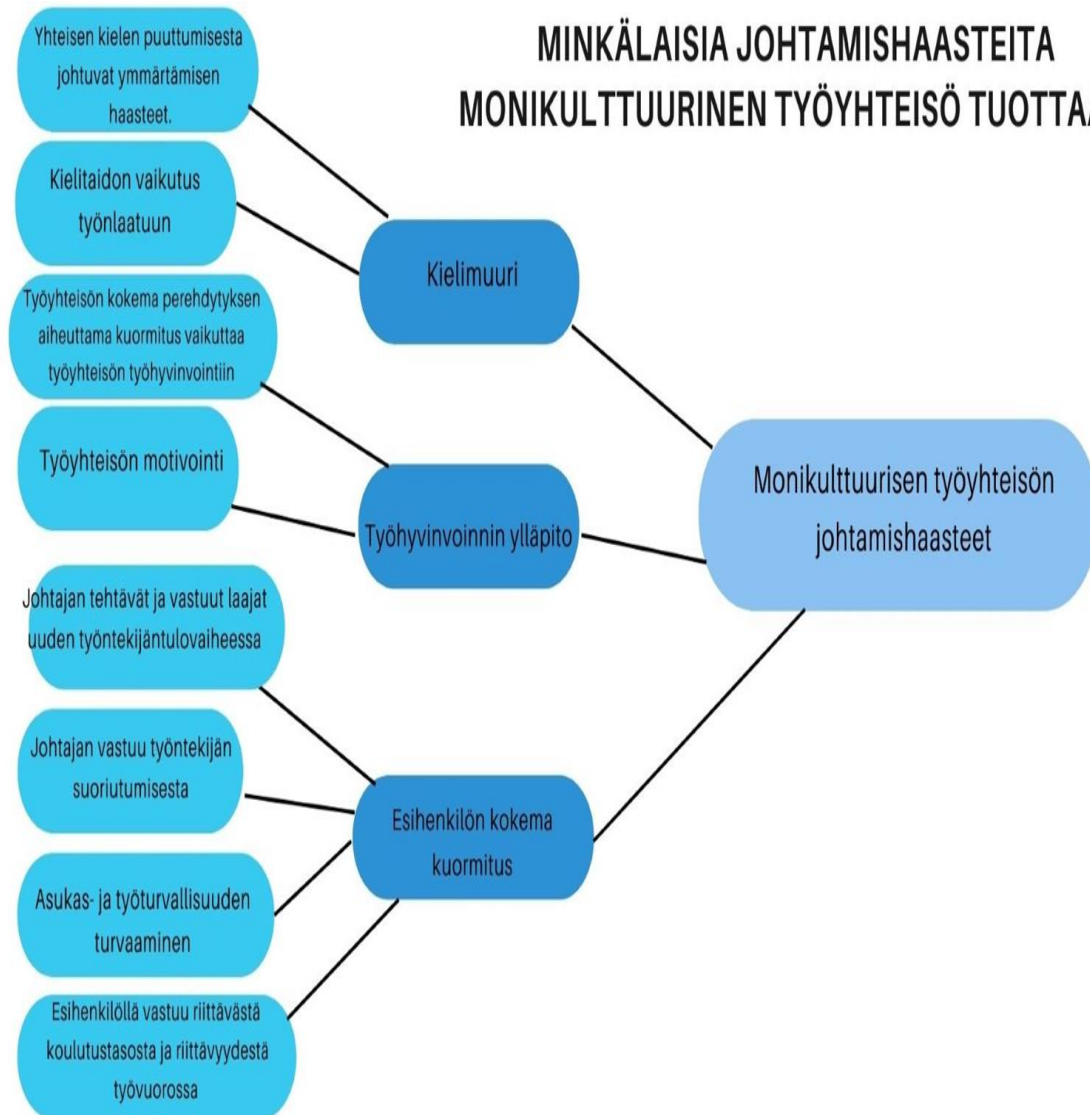 MINKÄLAISIA JOHTAMISHAASTEITA
MONIKULTTUURINEN TYÖYHTEISÖ TUOTTAA
Yhteisen kielen puuttumisesta
johtuvat ymmärtämisen
haasteet.
Kielitaidon vaikutus
työnlaatuun
Kielimuuri
Työyhteisön kokema perehdytyksen
aiheuttama kuormitus vaikuttaa
työyhteisön työhyvinvointiin
Työyhteisön motivointi
Työhyvinvoinnin ylläpito
Monikulttuurisen työyhteisön
johtamishaasteet
Johtajan tehtävät ja vastuut laajat
uuden työntekijäntulovaiheessa
Johtajan vastuu työntekijän
suoriutumisesta
Asukas- ja työturvallisuuden
turvaaminen
Esihenkilöllä vastuu riittävästä
koulutustasosta ja riittävyydestä
työvuorossa
Esihenkilön kokema
kuormitus